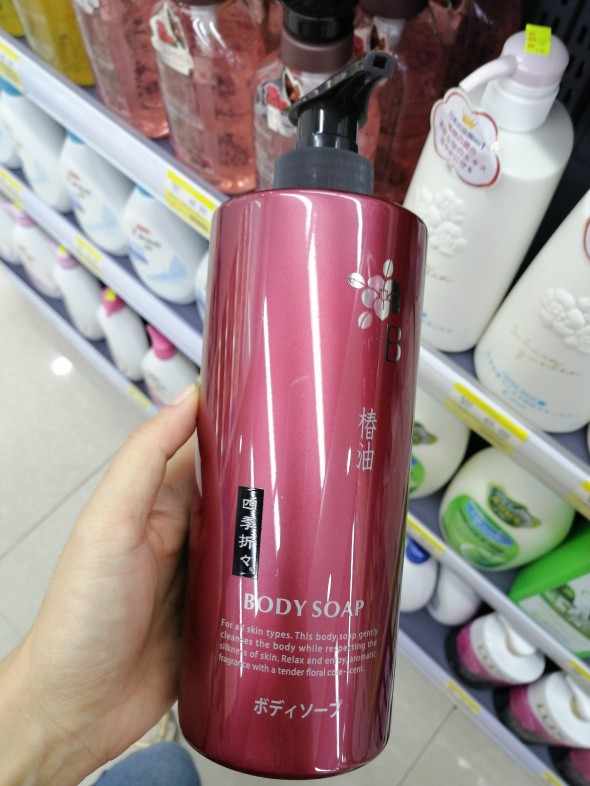 B
椿油
四季折々
BODY SOAP
For all skin types. This body soap gently
cleanses the body while respecting the
silkiness of skin. Relax and enjoy aromatic
fragrance with a tender floral core-scent.
ボディソープ